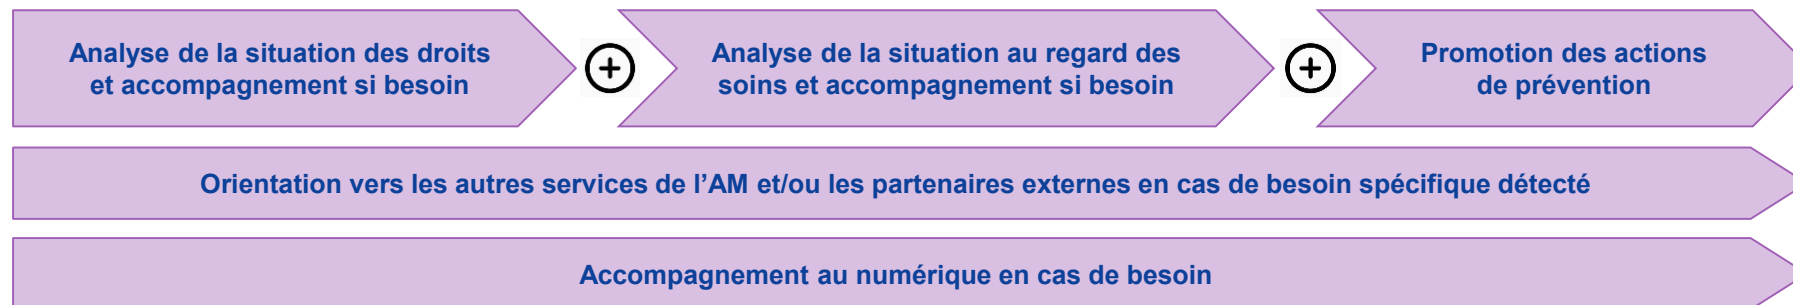 Analyse de la situation des droits
et accompagnement si besoin
Analyse de la situation au regard des
soins et accompagnement si besoin
Promotion des actions
de prévention
Orientation vers les autres services de l’AM et/ou les partenaires externes en cas de besoin spécifique détecté
Accompagnement au numérique en cas de besoin